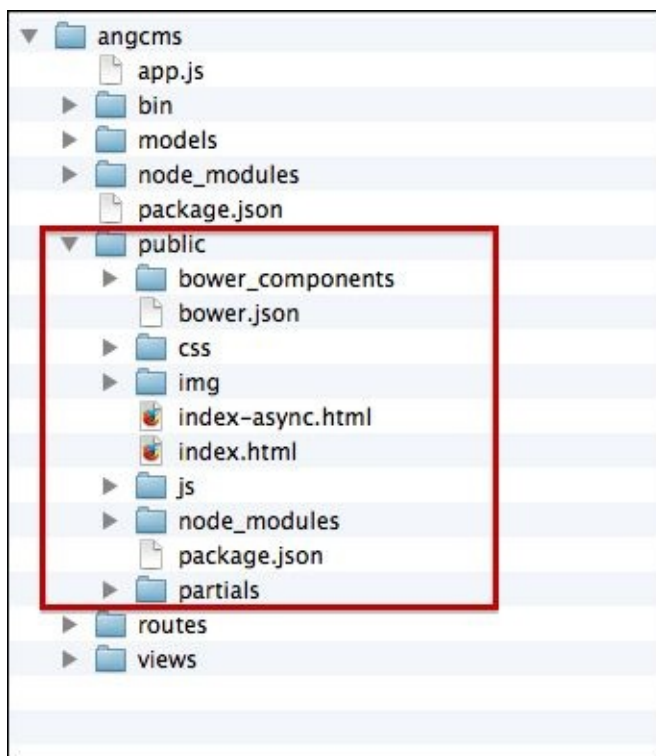 angcms
app.js
bin
models
node_modules
package.json
public
bower_components
bower.json
css
img
index-async.html
index.html
js
node_modules
package.json
partials
routes
views